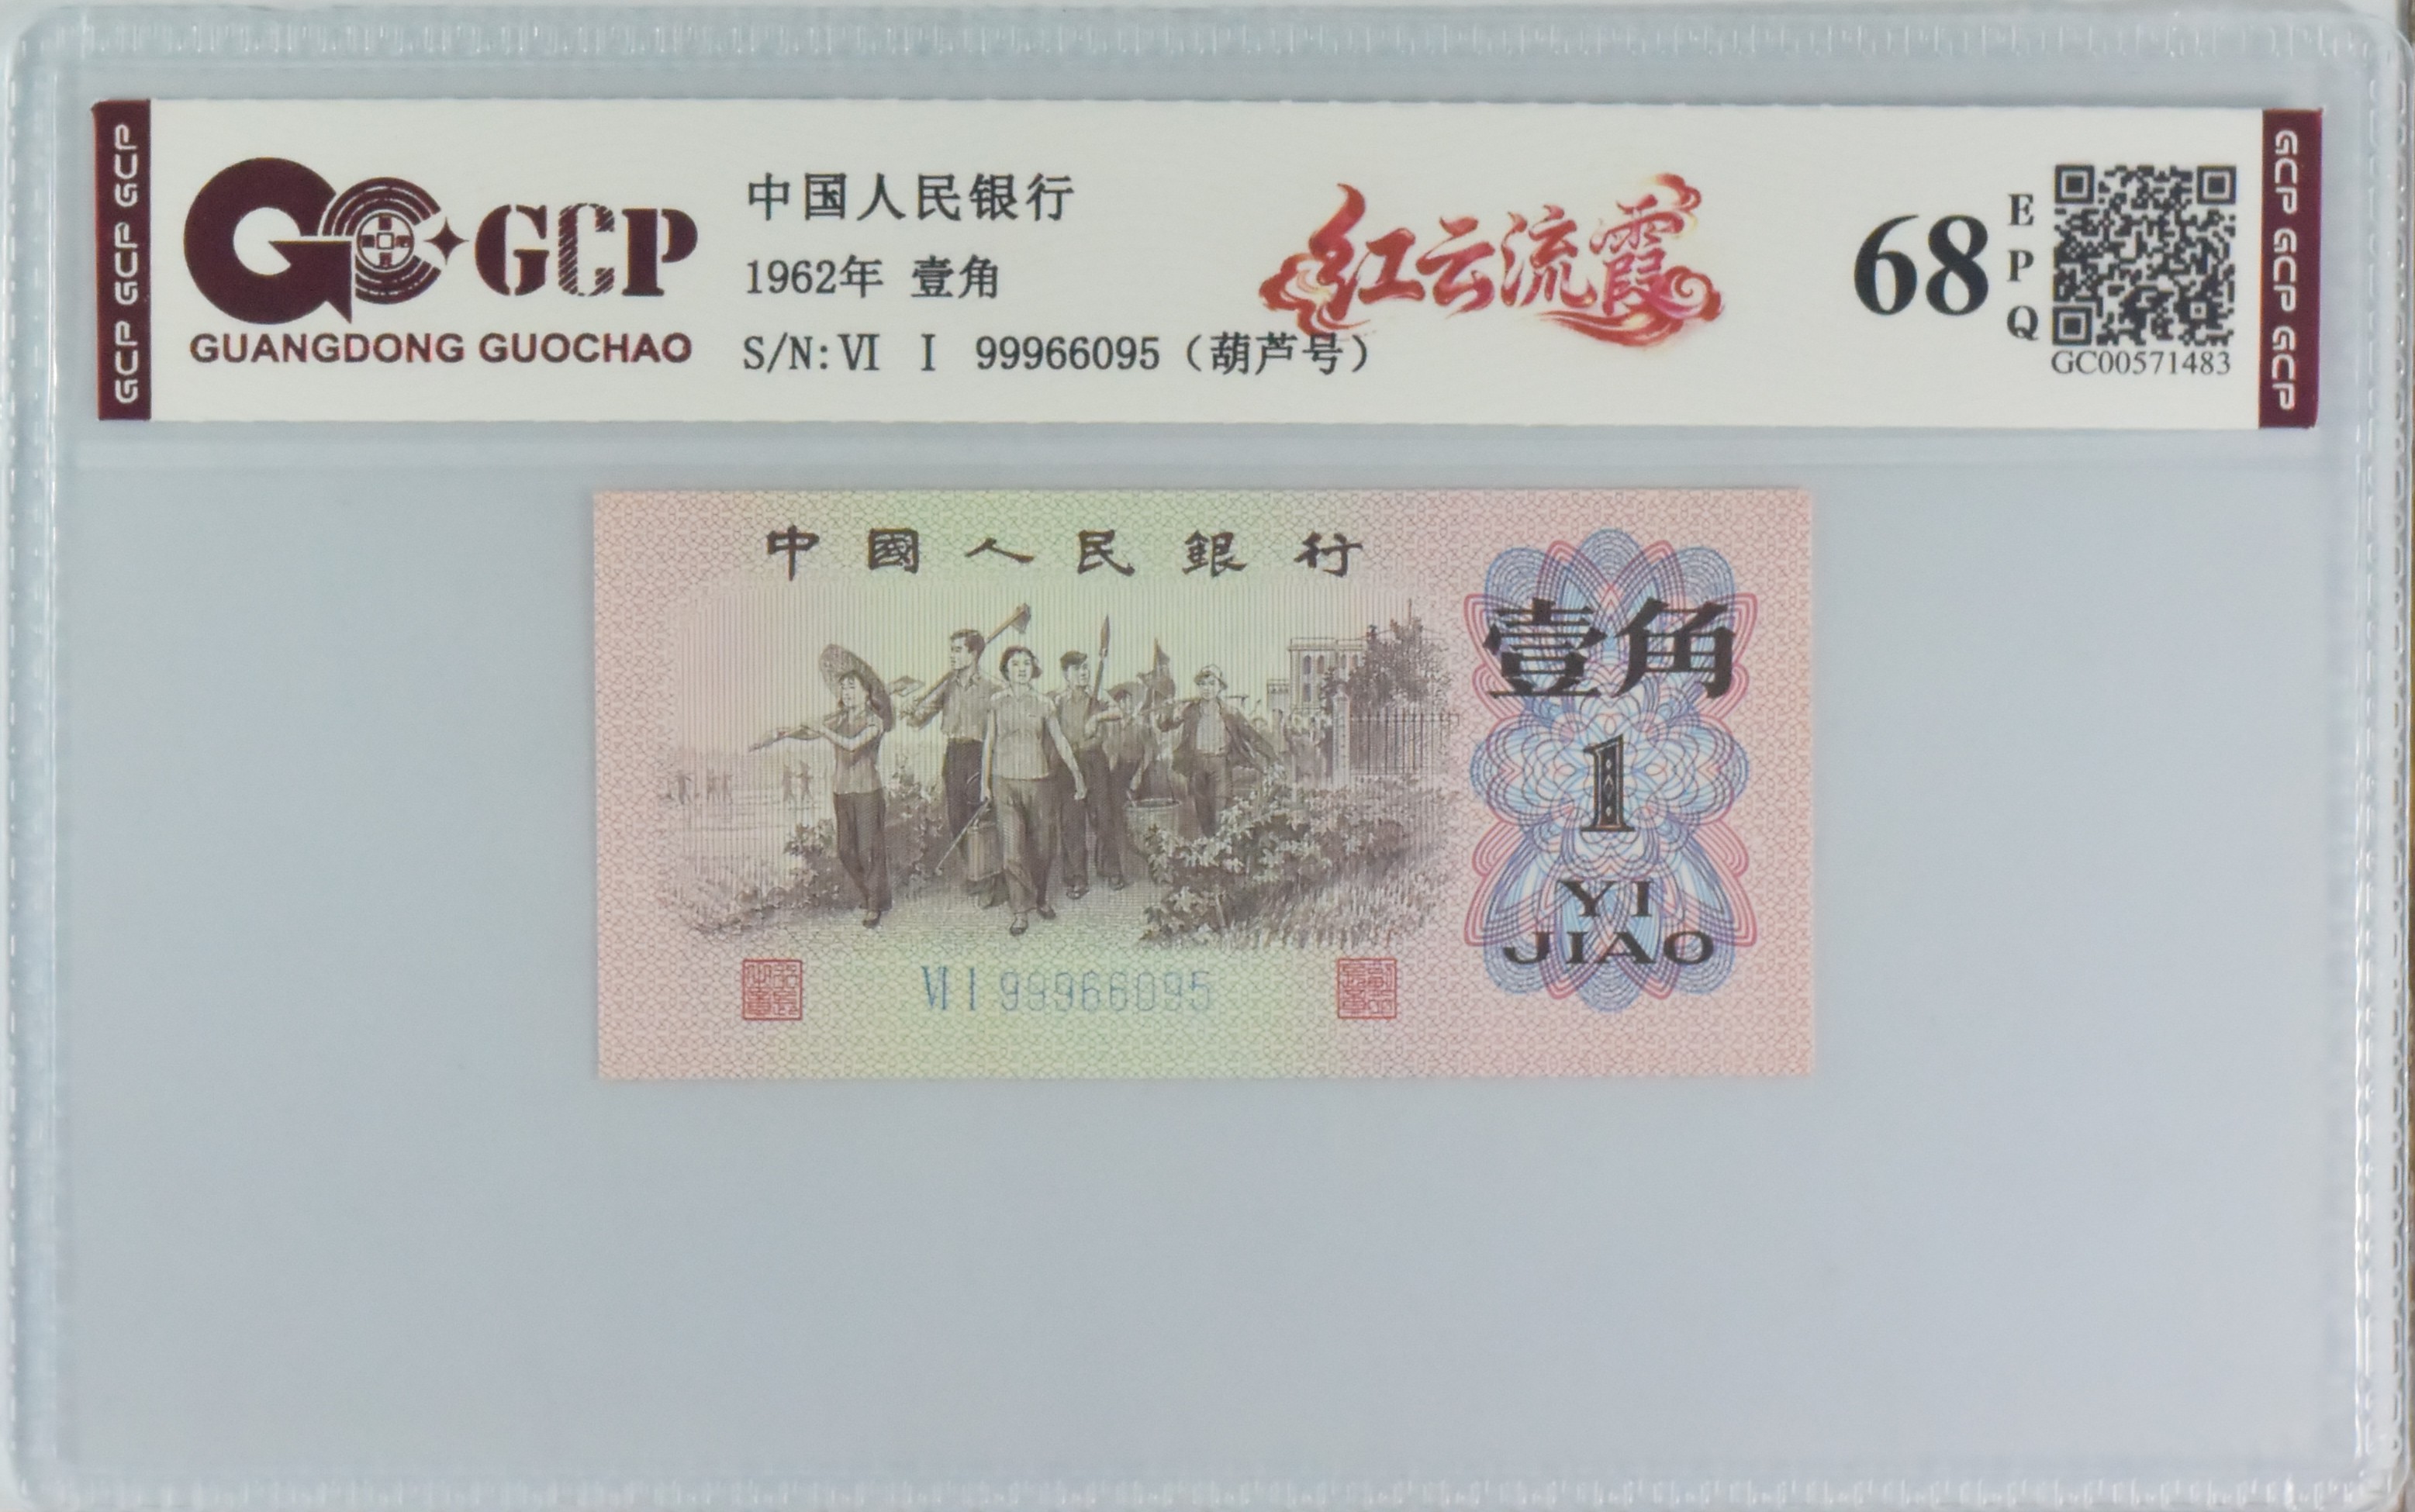 GCP GCP GCP
GCP
GUANGDONG GUOCHAO
中国人民银行
1962年 壹角
S/N: Ⅵ Ⅰ 99966095（葫芦号）
红云流霞
68
E
P
Q
GC00571483
GCP GCP GCP
中國人民銀行
壹角
1
YI
JIAO
Ⅵ Ⅰ 99966095